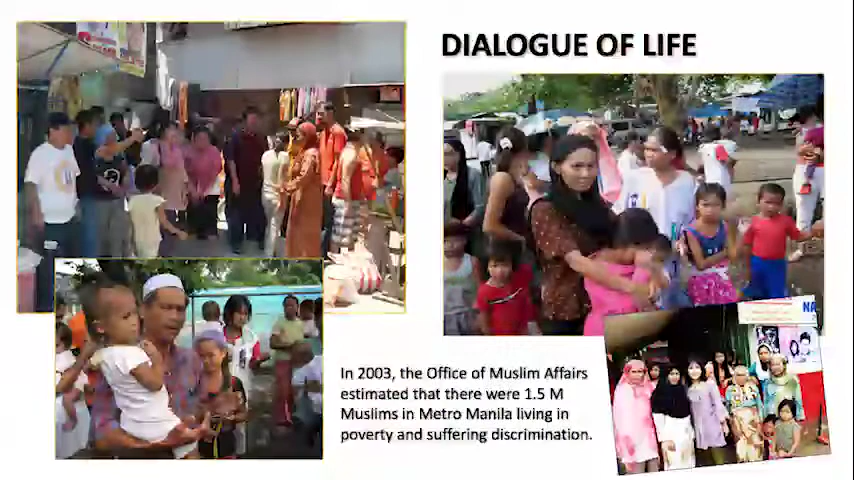 DIALOGUE OF LIFE
NA
In 2003, the Office of Muslim Affairs
estimated that there were 1.5 M
Muslims in Metro Manila living in
poverty and suffering discrimination.